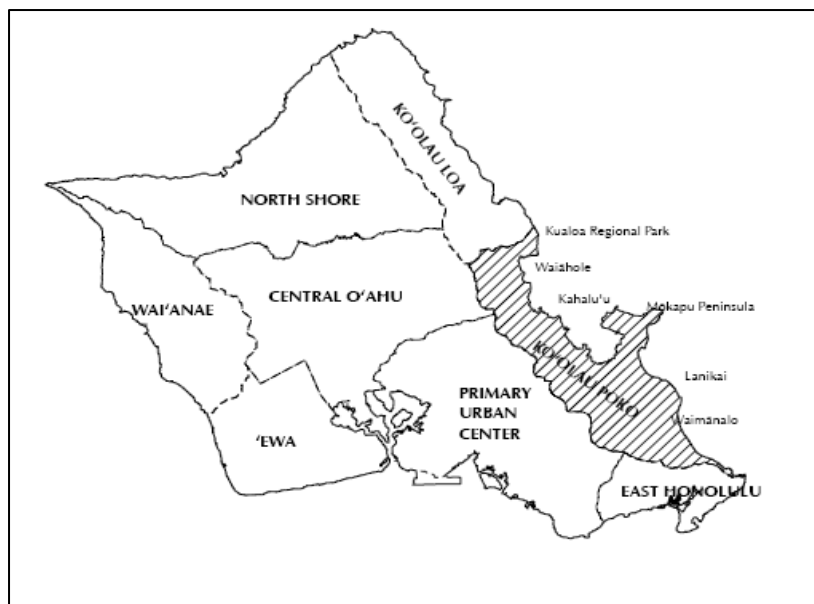 KO‘OLAU LOA
NORTH SHORE
Kualoa Regional Park
Waiāhole
CENTRAL O‘AHU
WAI‘ANAE
Kahalu‘u
Mokapu Peninsula
KO‘OLAU POKO
Lanikai
PRIMARY
URBAN
CENTER
Waimānalo
‘EWA
EAST HONOLULU